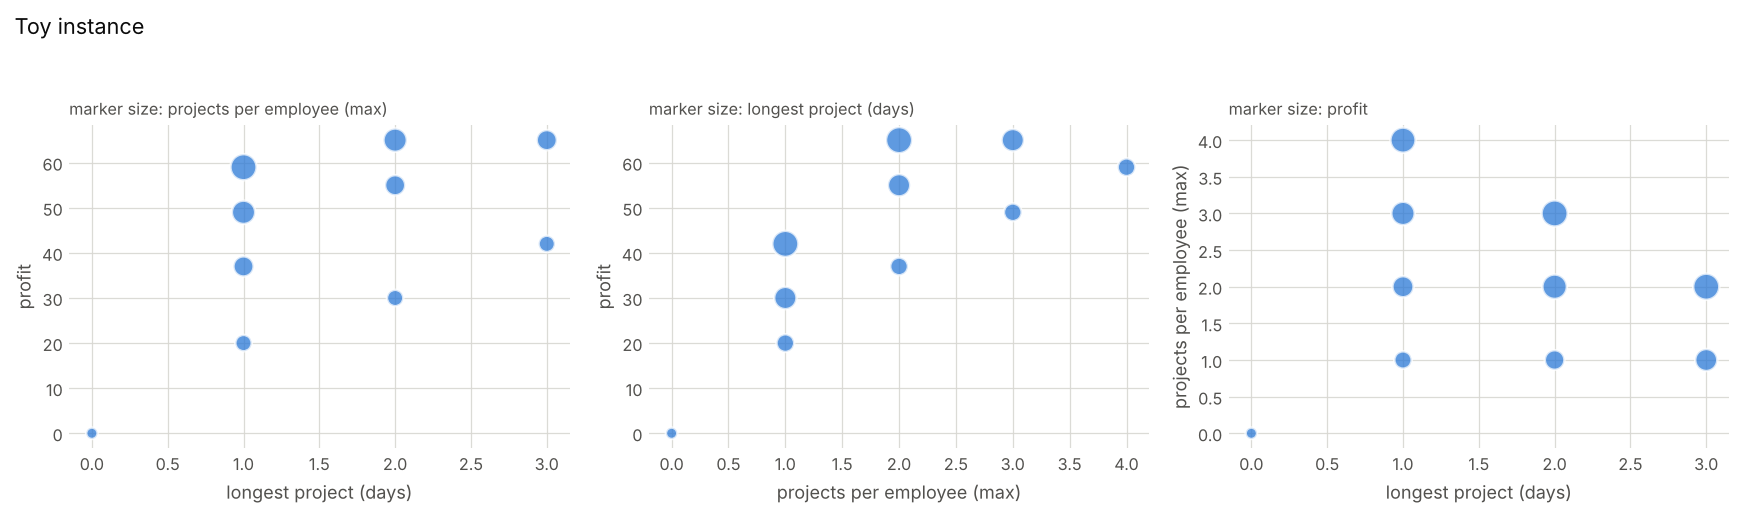 Toy instance
marker size: projects per employee (max)
60
50
40
30
20
10
0
profit
0.0 0.5 1.0 1.5 2.0 2.5 3.0
longest project (days)
marker size: longest project (days)
60
50
40
30
20
10
0
profit
0.0 0.5 1.0 1.5 2.0 2.5 3.0 3.5 4.0
projects per employee (max)
marker size: profit
4.0
3.5
3.0
2.5
2.0
1.5
1.0
0.5
0.0
projects per employee (max)
0.0 0.5 1.0 1.5 2.0 2.5 3.0
longest project (days)